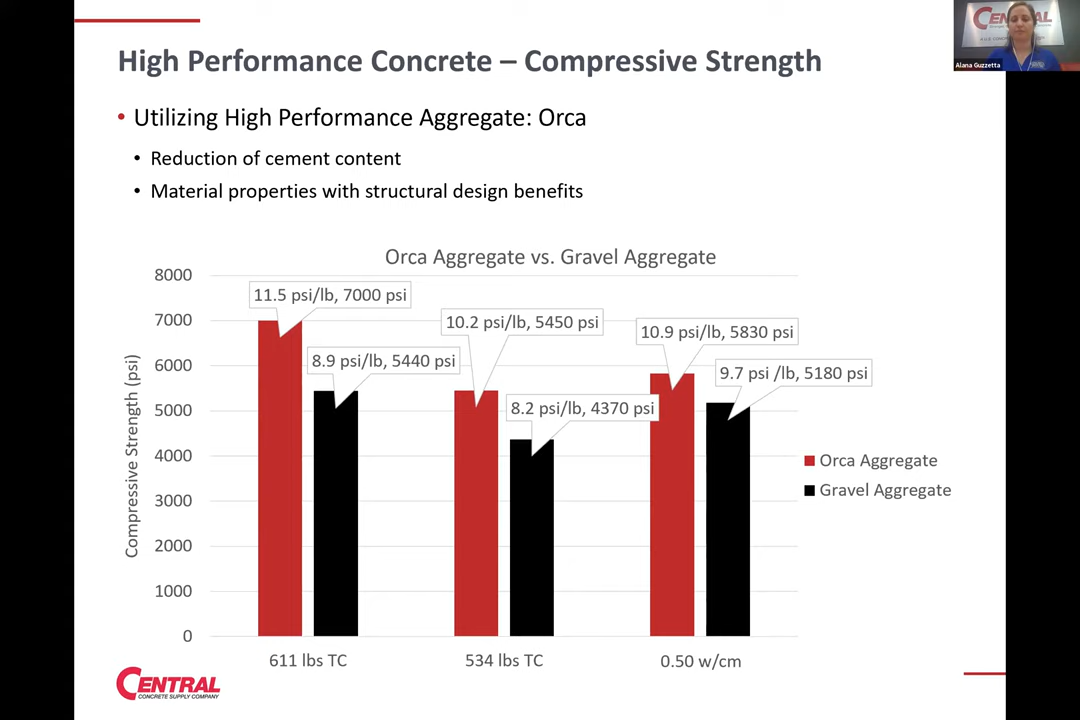 High Performance Concrete – Compressive Strength
• Utilizing High Performance Aggregate: Orca
• Reduction of cement content
• Material properties with structural design benefits
Orca Aggregate vs. Gravel Aggregate
Compressive Strength (psi)
8000
7000
6000
5000
4000
3000
2000
1000
0
11.5 psi/lb, 7000 psi
8.9 psi/lb, 5440 psi
10.2 psi/lb, 5450 psi
8.2 psi/lb, 4370 psi
10.9 psi/lb, 5830 psi
9.7 psi /lb, 5180 psi
611 lbs TC
534 lbs TC
0.50 w/cm
Orca Aggregate
Gravel Aggregate
CENTRAL
CONCRETE SUPPLY COMPANY
CENTRAL
Alana Guzzetta